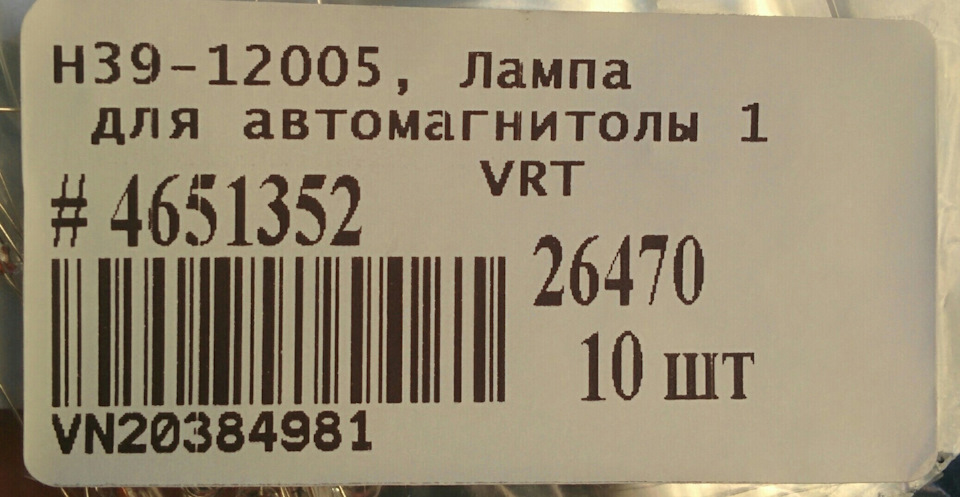 H39-12005, Лампа
для автомагнитолы 1
VRT
# 4651352
26470
10 шт
VN20384981